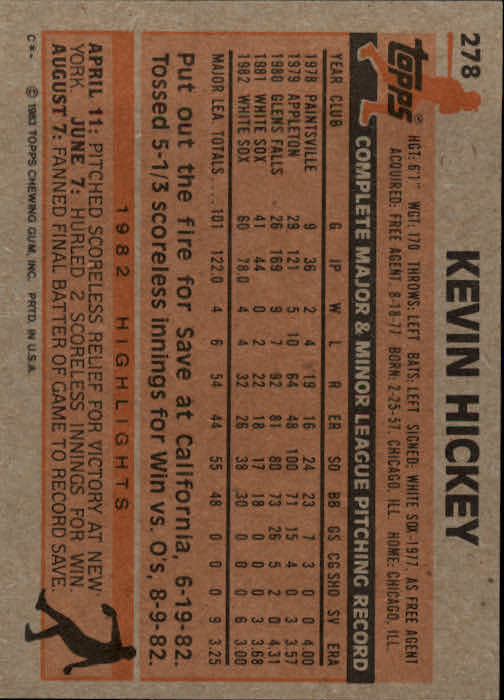 278
KEVIN HICKEY
topps®
HGT: 6'1" WGT: 170 THROWS: LEFT BATS: LEFT SIGNED: WHITE SOX-1977, AS FREE AGENT
ACQUIRED: FREE AGENT, 8-18-77 BORN: 2-25-57, CHICAGO, ILL. HOME: CHICAGO, ILL.
COMPLETE MAJOR & MINOR LEAGUE PITCHING RECORD
YEAR CLUB G IP W L R ER SO BB GS CG SHO SV ERA
1978 PAINTSVILLE 9 36 2 4 19 16 24 23 7 3 0 0 4.00
1979 APPLETON 29 121 5 10 64 48 100 71 15 4 0 3 3.57
1980 GLENS FALLS 26 169 9 7 92 81 80 73 26 5 2 0 4.31
1981 WHITE SOX 41 44 0 2 22 18 17 18 0 0 0 3 3.68
1982 WHITE SOX 60 78.0 4 4 32 26 38 30 0 0 0 6 3.00
MAJOR LEA. TOTALS ... 101 122.0 4 6 54 44 55 48 0 0 0 9 3.25
Put out the fire for Save at California, 6-19-82.
Tossed 5-1/3 scoreless innings for Win vs. O's, 8-9-82.
1982 HIGHLIGHTS
APRIL 11: PITCHED SCORELESS RELIEF FOR VICTORY AT NEW
YORK. JUNE 7: HURLED 2 SCORELESS INNINGS FOR WIN.
AUGUST 7: FANNED FINAL BATTER OF GAME TO RECORD SAVE.
C*- © 1983 TOPPS CHEWING GUM, INC. PRTD. IN U.S.A.